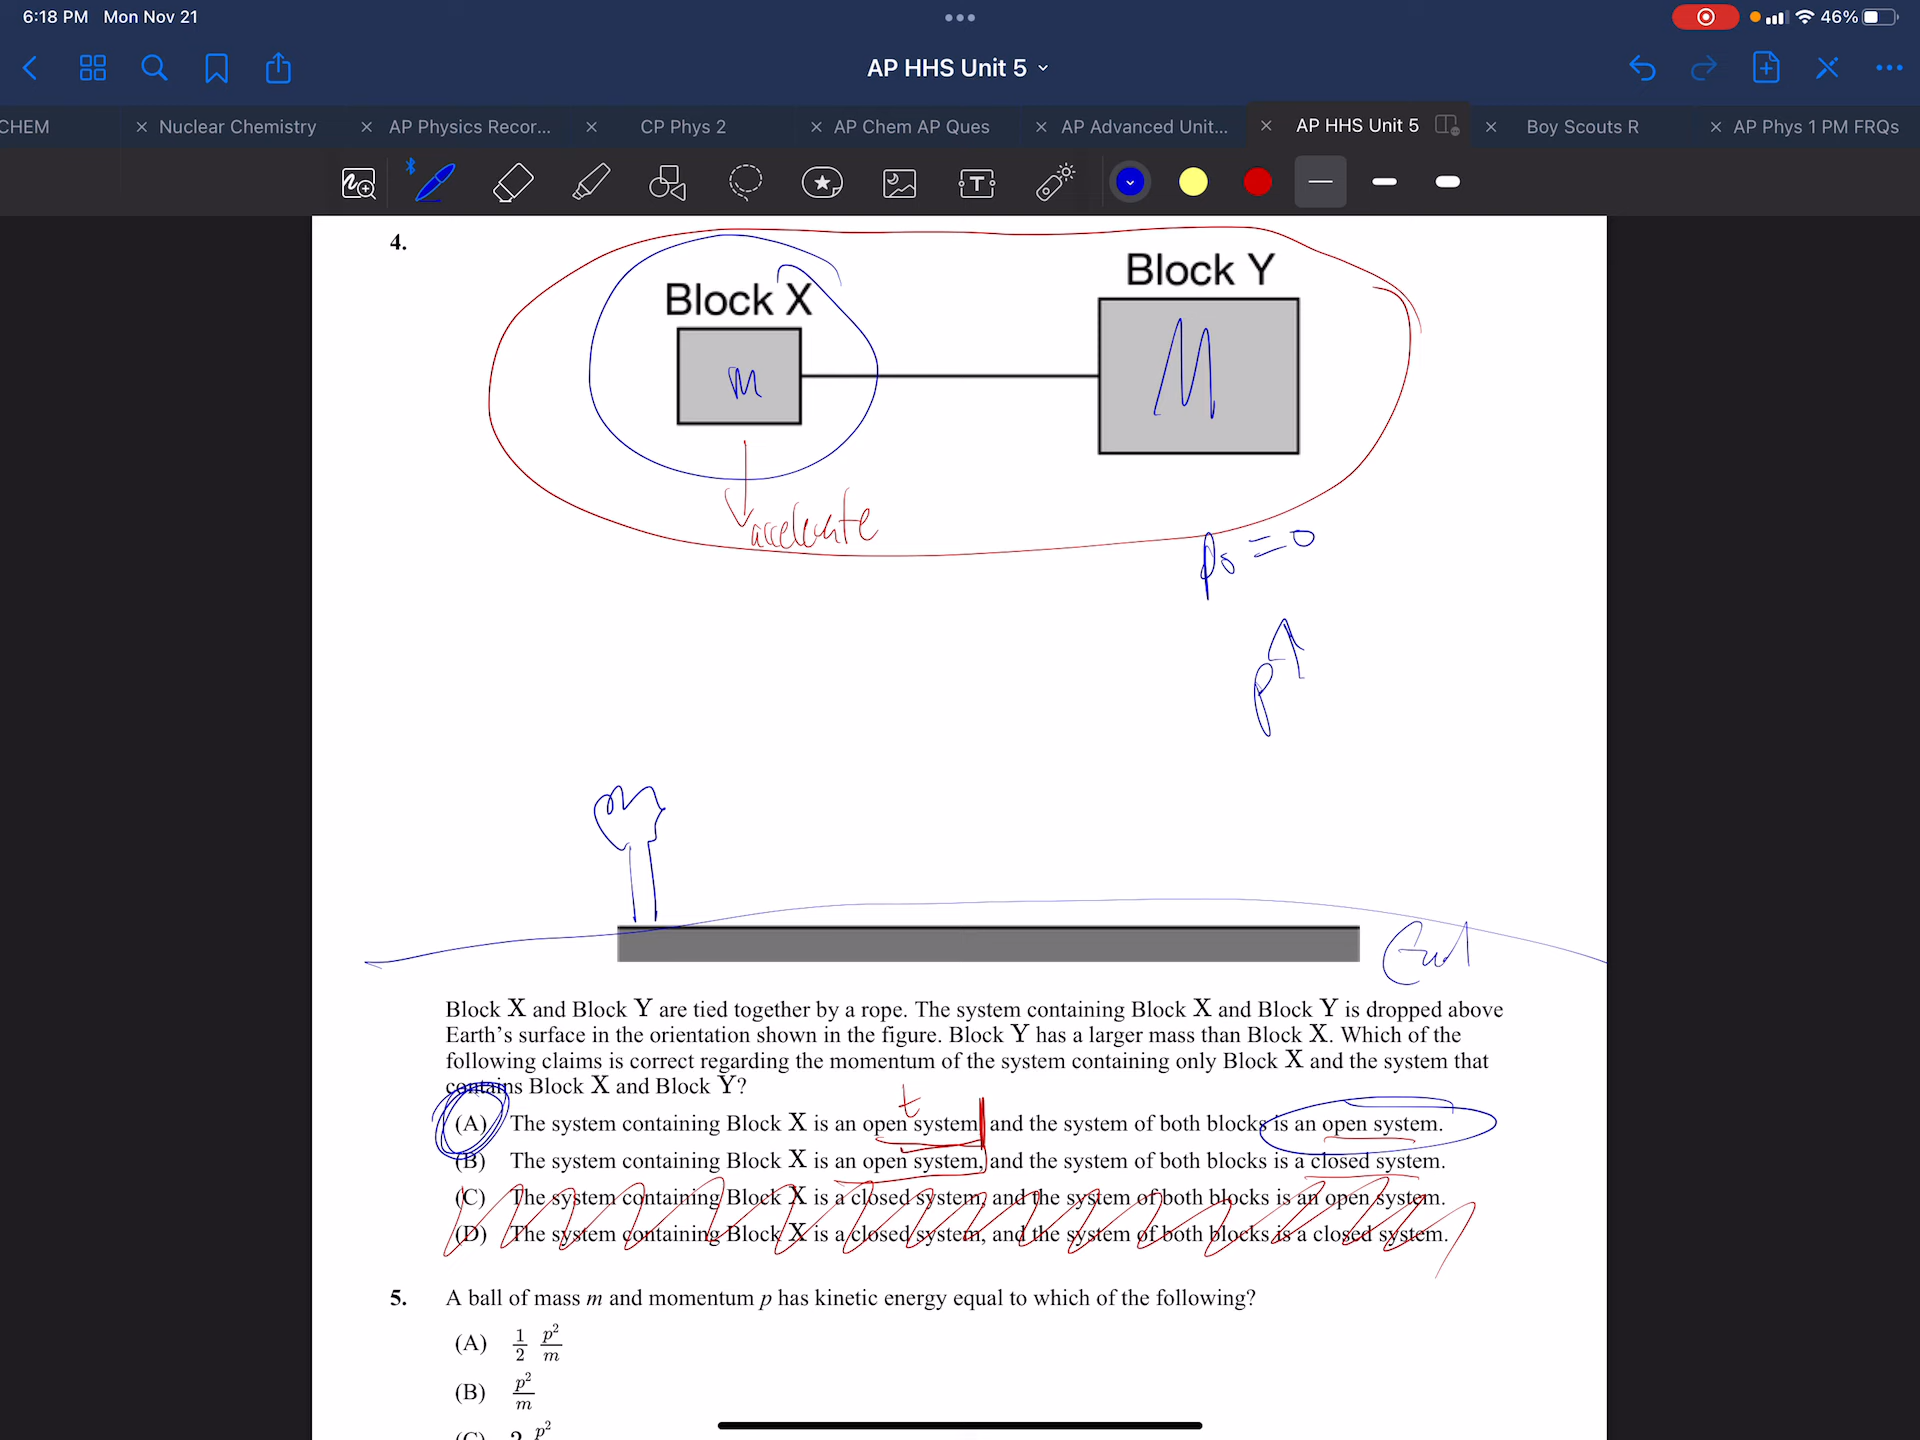 6:18 PM Mon Nov 21
46%
AP HHS Unit 5
CHEM
Nuclear Chemistry
AP Physics Recor...
CP Phys 2
AP Chem AP Ques
AP Advanced Unit...
AP HHS Unit 5
Boy Scouts R
AP Phys 1 PM FRQs
4.
Block X
Block Y
m
M
accelerate
p₀ = 0
p
Block X and Block Y are tied together by a rope. The system containing Block X and Block Y is dropped above
Earth's surface in the orientation shown in the figure. Block Y has a larger mass than Block X. Which of the
following claims is correct regarding the momentum of the system containing only Block X and the system that
contains Block X and Block Y?
t
(A) The system containing Block X is an open system, and the system of both blocks is an open system.
(B) The system containing Block X is an open system, and the system of both blocks is a closed system.
(C) The system containing Block X is a closed system, and the system of both blocks is an open system.
(D) The system containing Block X is a closed system, and the system of both blocks is a closed system.
5. A ball of mass m and momentum p has kinetic energy equal to which of the following?
(A) 1/2 p²/m
(B) p²/m
(C) 2 p²